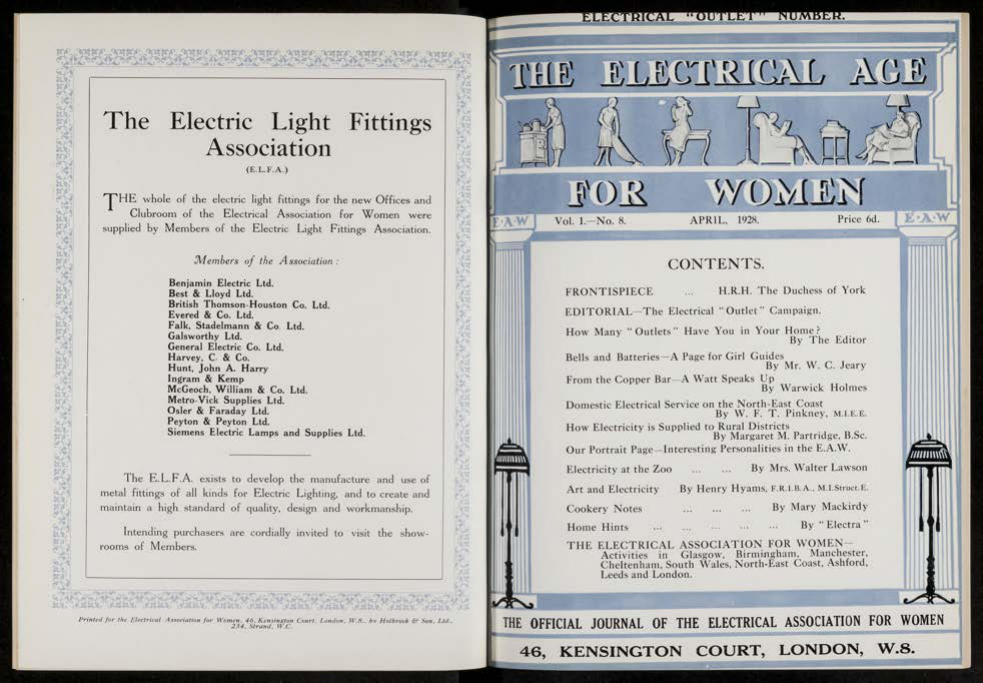 The Electric Light Fittings
Association
(E.L.F.A.)
THE whole of the electric light fittings for the new Offices and
Clubroom of the Electrical Association for Women were
supplied by Members of the Electric Light Fittings Association.
Members of the Association :
Benjamin Electric Ltd.
Best & Lloyd Ltd.
British Thomson-Houston Co. Ltd.
Evered & Co. Ltd.
Falk, Stadelmann & Co. Ltd.
Galsworthy Ltd.
General Electric Co. Ltd.
Harvey, C. & Co.
Hunt, John A. Harry
Ingram & Kemp
McGeoch, William & Co. Ltd.
Metro-Vick Supplies Ltd.
Osler & Faraday Ltd.
Peyton & Peyton Ltd.
Siemens Electric Lamps and Supplies Ltd.
The E.L.F.A. exists to develop the manufacture and use of
metal fittings of all kinds for Electric Lighting, and to create and
maintain a high standard of quality, design and workmanship.
Intending purchasers are cordially invited to visit the show-
rooms of Members.
Printed for the Electrical Association for Women, 46, Kensington Court, London, W.8., by Holbrook & Son, Ltd.,
234, Strand, W.C.
ELECTRICAL "OUTLET" NUMBER.
THE ELECTRICAL AGE
FOR WOMEN
E·A·W Vol. 1.—No. 8. APRIL, 1928. Price 6d. E·A·W
CONTENTS.
FRONTISPIECE ... H.R.H. The Duchess of York
EDITORIAL—The Electrical "Outlet" Campaign.
How Many "Outlets" Have You in Your Home?
By The Editor
Bells and Batteries—A Page for Girl Guides
By Mr. W. C. Jeary
From the Copper Bar—A Watt Speaks Up
By Warwick Holmes
Domestic Electrical Service on the North-East Coast
By W. F. T. Pinkney, M.I.E.E.
How Electricity is Supplied to Rural Districts
By Margaret M. Partridge, B.Sc.
Our Portrait Page—Interesting Personalities in the E.A.W.
Electricity at the Zoo ... ... By Mrs. Walter Lawson
Art and Electricity By Henry Hyams, F.R.I.B.A., M.I.Struct.E.
Cookery Notes ... ... ... By Mary Mackirdy
Home Hints ... ... ... ... ... By "Electra"
THE ELECTRICAL ASSOCIATION FOR WOMEN—
Activities in Glasgow, Birmingham, Manchester,
Cheltenham, South Wales, North-East Coast, Ashford,
Leeds and London.
THE OFFICIAL JOURNAL OF THE ELECTRICAL ASSOCIATION FOR WOMEN
46, KENSINGTON COURT, LONDON, W.8.